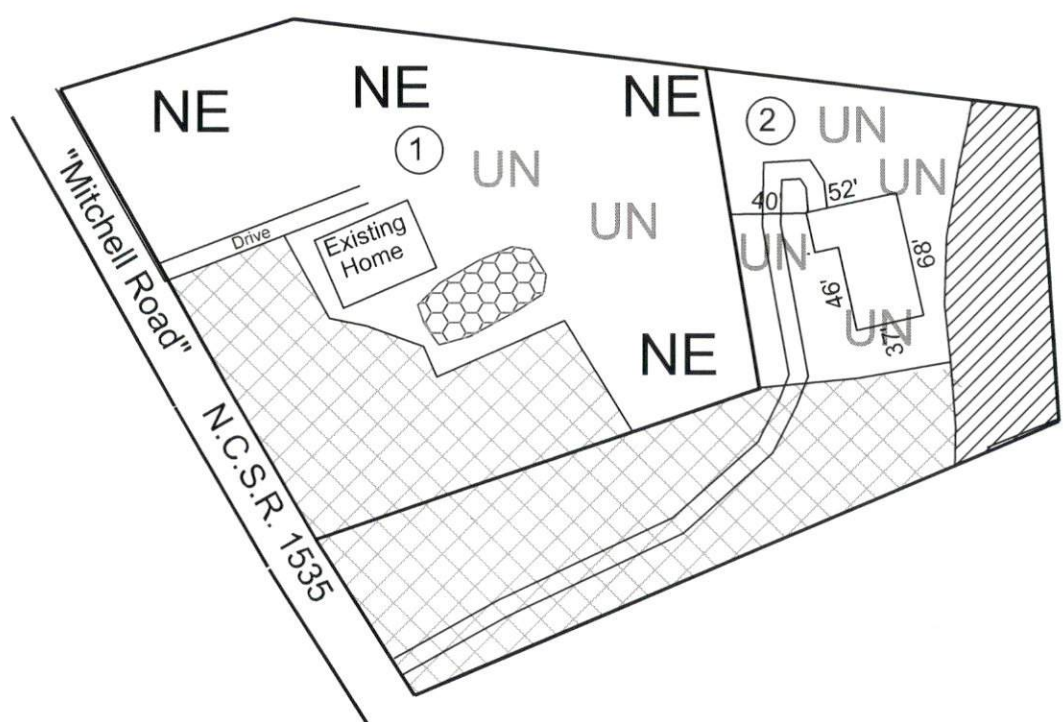 NE
NE
NE
1
2
UN
UN
UN
UN
40'
52'
"Mitchell Road"
Drive
Existing
Home
UN
68'
46'
UN
37'
NE
N.C.S.R. 1535